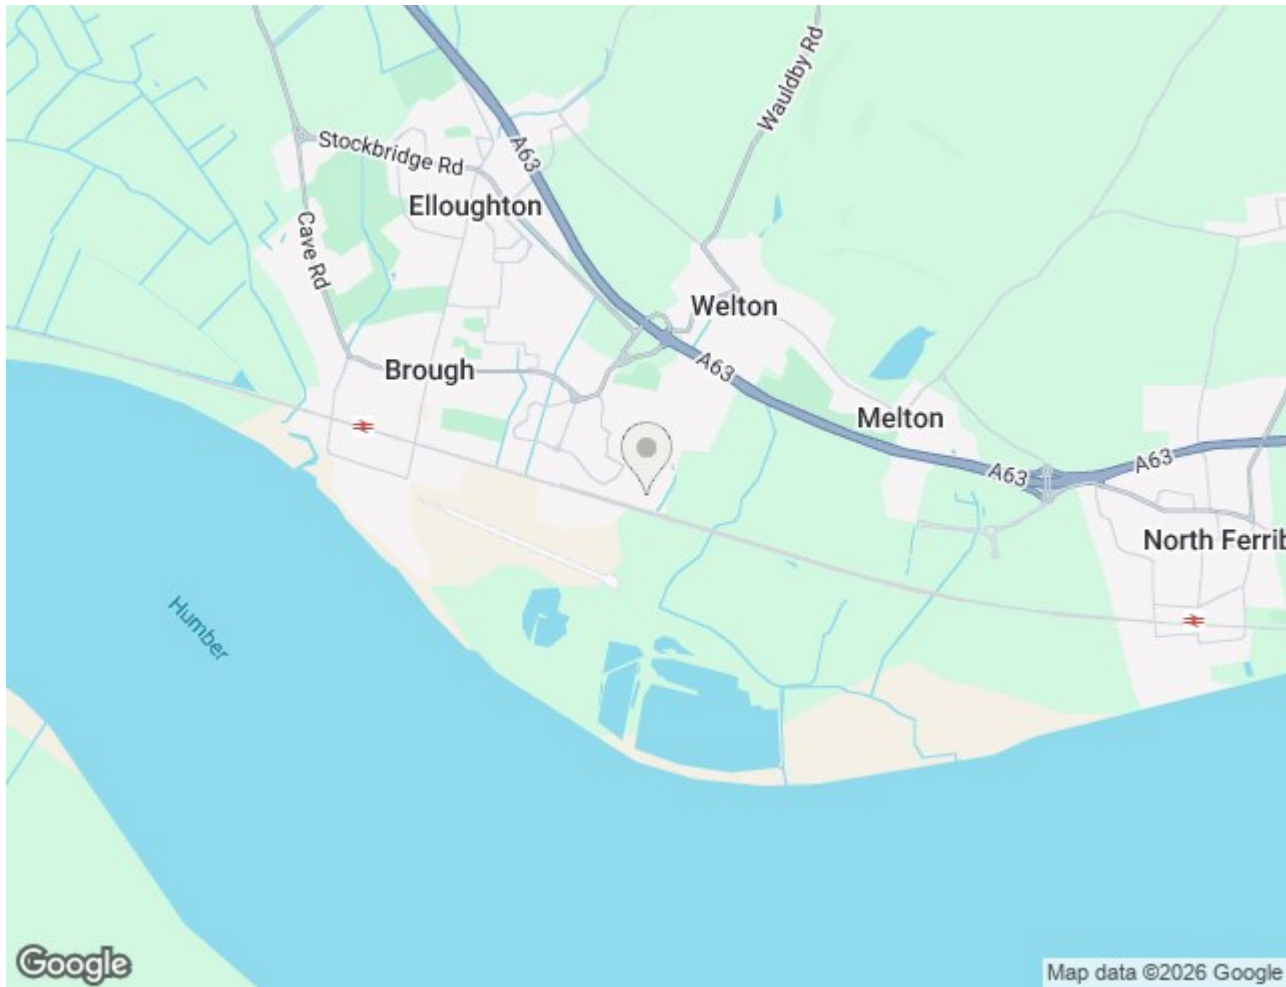 Wauldby Rd
A63
Stockbridge Rd
Elloughton
Cave Rd
Welton
A63
Brough
Melton
A63
A63
North Ferrib
Humber
Google
Map data ©2026 Google